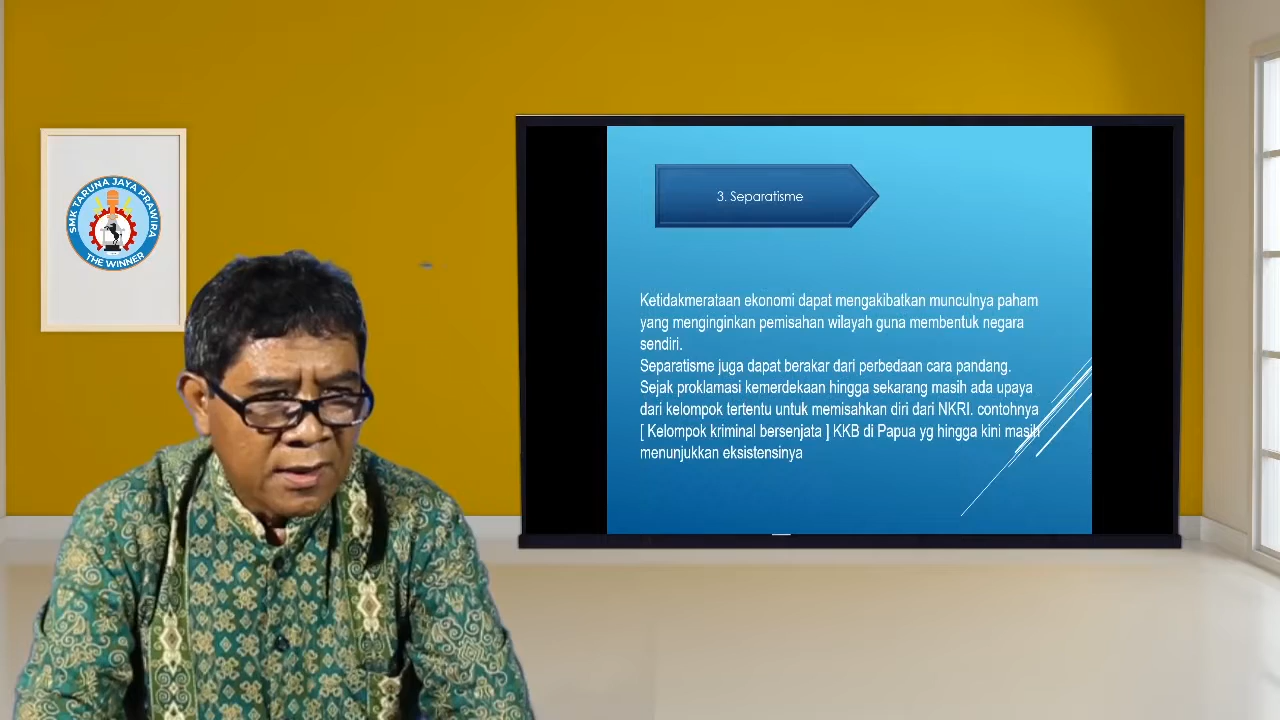 SMK TARUNA JAYA PRAWIRA
THE WINNER
3. Separatisme
Ketidakmerataan ekonomi dapat mengakibatkan munculnya paham
yang menginginkan pemisahan wilayah guna membentuk negara
sendiri.
Separatisme juga dapat berakar dari perbedaan cara pandang.
Sejak proklamasi kemerdekaan hingga sekarang masih ada upaya
dari kelompok tertentu untuk memisahkan diri dari NKRI. contohnya
[ Kelompok kriminal bersenjata ] KKB di Papua yg hingga kini masih
menunjukkan eksistensinya